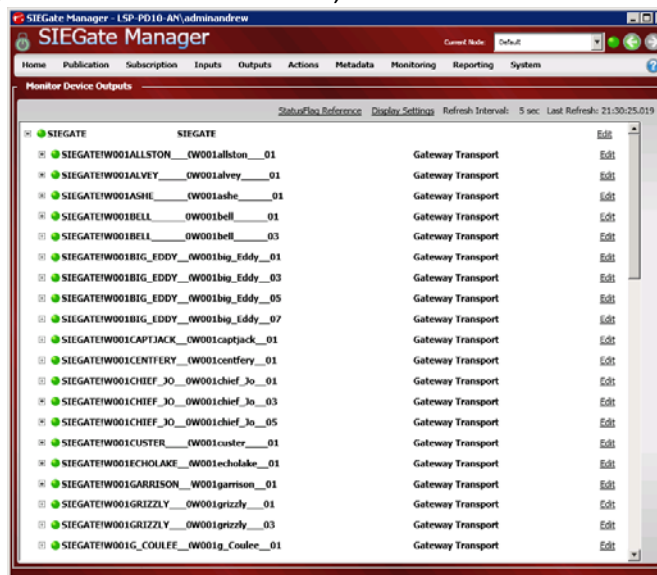 SIEGate Manager - LSP-PD10-AN\adminandrew
SIEGate Manager Current Node: Default
Home Publication Subscription Inputs Outputs Actions Metadata Monitoring Reporting System
Monitor Device Outputs
StatusFlag Reference Display Settings Refresh Interval: 5 sec Last Refresh: 21:30:25.019
SIEGATE SIEGATE Edit
SIEGATE!W001ALLSTON___(W001allston___01 Gateway Transport Edit
SIEGATE!W001ALVEY_____0W001alvey_____01 Gateway Transport Edit
SIEGATE!W001ASHE______(W001ashe______01 Gateway Transport Edit
SIEGATE!W001BELL______0W001bell______01 Gateway Transport Edit
SIEGATE!W001BELL______0W001bell______03 Gateway Transport Edit
SIEGATE!W001BIG_EDDY__(W001big_Eddy__01 Gateway Transport Edit
SIEGATE!W001BIG_EDDY__(W001big_Eddy__03 Gateway Transport Edit
SIEGATE!W001BIG_EDDY__(W001big_Eddy__05 Gateway Transport Edit
SIEGATE!W001BIG_EDDY__(W001big_Eddy__07 Gateway Transport Edit
SIEGATE!W001CAPTJACK__(W001captjack__01 Gateway Transport Edit
SIEGATE!W001CENTFERY__(W001centfery__01 Gateway Transport Edit
SIEGATE!W001CHIEF_JO__0W001chief_Jo__01 Gateway Transport Edit
SIEGATE!W001CHIEF_JO__0W001chief_Jo__03 Gateway Transport Edit
SIEGATE!W001CHIEF_JO__0W001chief_Jo__05 Gateway Transport Edit
SIEGATE!W001CUSTER____(W001custer____01 Gateway Transport Edit
SIEGATE!W001ECHOLAKE__(W001echolake__01 Gateway Transport Edit
SIEGATE!W001GARRISON__(W001garrison__01 Gateway Transport Edit
SIEGATE!W001GRIZZLY___0W001grizzly___01 Gateway Transport Edit
SIEGATE!W001GRIZZLY___0W001grizzly___03 Gateway Transport Edit
SIEGATE!W001G_COULEE__(W001g_Coulee__01 Gateway Transport Edit